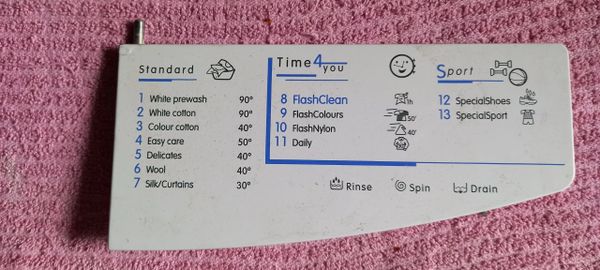 Standard
1 White prewash 90°
2 White cotton 90°
3 Colour cotton 40°
4 Easy care 50°
5 Delicates 40°
6 Wool 40°
7 Silk/Curtains 30°
Time 4 you
8 FlashClean 1h
9 FlashColours 50'
10 FlashNylon 40'
11 Daily
Sport
12 SpecialShoes
13 SpecialSport
Rinse Spin Drain